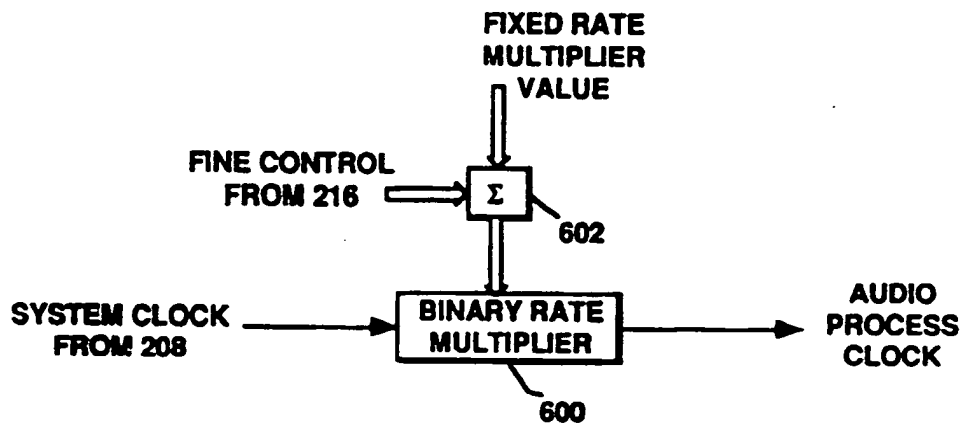 FIXED RATE
MULTIPLIER
VALUE
FINE CONTROL
FROM 216
Σ
602
SYSTEM CLOCK
FROM 208
BINARY RATE
MULTIPLIER
AUDIO
PROCESS
CLOCK
600